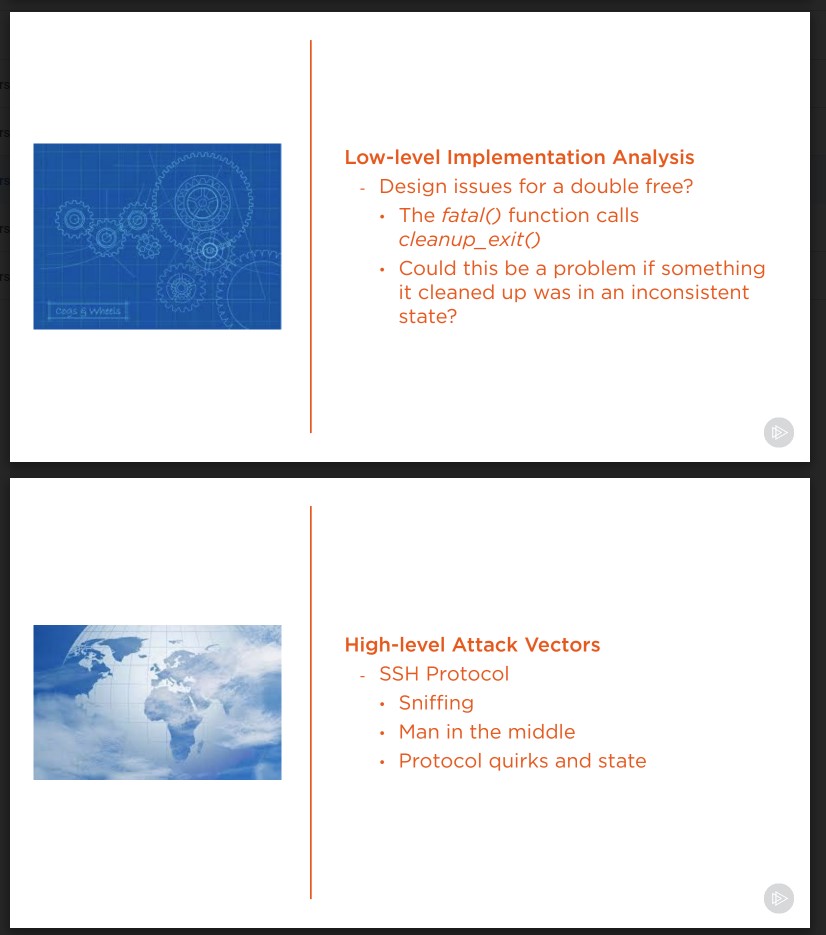 Low-level Implementation Analysis
- Design issues for a double free?
• The fatal() function calls
cleanup_exit()
• Could this be a problem if something
it cleaned up was in an inconsistent
state?
Cogs & Wheels
High-level Attack Vectors
- SSH Protocol
• Sniffing
• Man in the middle
• Protocol quirks and state